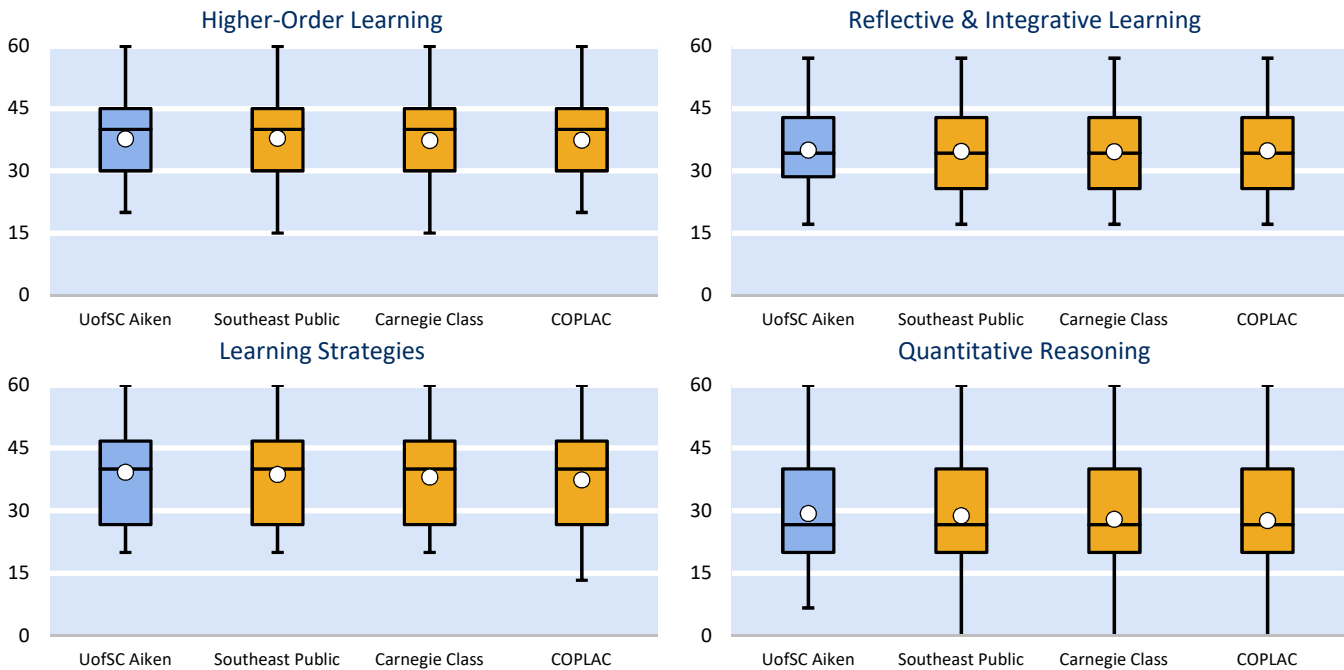 Higher-Order Learning
60
45
30
15
0
UofSC Aiken Southeast Public Carnegie Class COPLAC
Reflective & Integrative Learning
60
45
30
15
0
UofSC Aiken Southeast Public Carnegie Class COPLAC
Learning Strategies
60
45
30
15
0
UofSC Aiken Southeast Public Carnegie Class COPLAC
Quantitative Reasoning
60
45
30
15
0
UofSC Aiken Southeast Public Carnegie Class COPLAC